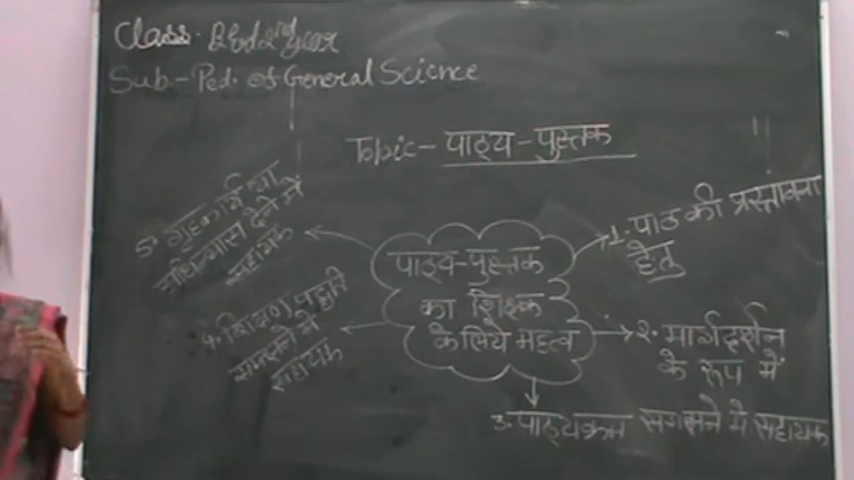 Class. B.Ed 2nd year
Sub.- Ped. of General Science
Topic- पाठ्य-पुस्तक
पाठ्य-पुस्तक
का शिक्षक
के लिये महत्व
1. पाठ की प्रस्तावना
हेतु
2. मार्गदर्शन
के रूप में
3. पाठ्यक्रम समझने में सहायक
4. शिक्षण पद्धति
समझने में
सहायक
5. गृहकार्य या
अधिन्यास देने में
सहायक